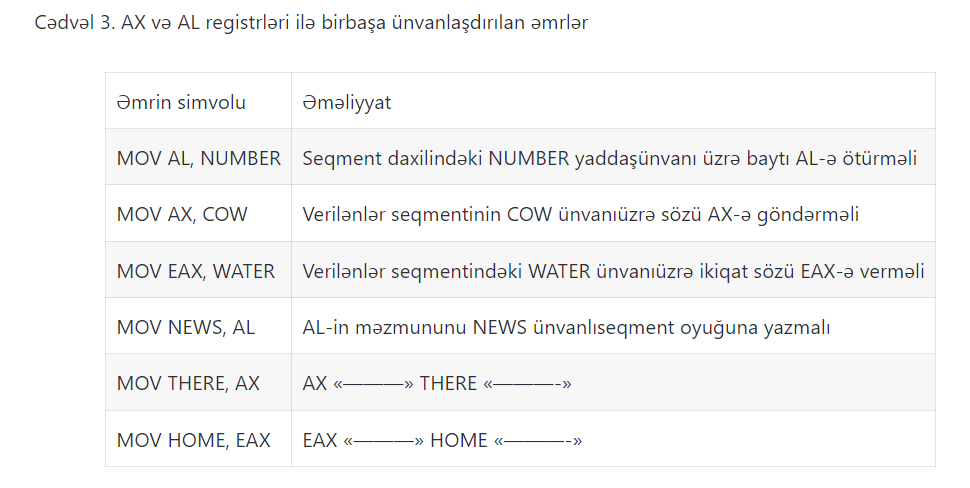 Cədvəl 3. AX və AL registrləri ilə birbaşa ünvanlaşdırılan əmrlər
Əmrin simvolu Əməliyyat
MOV AL, NUMBER Seqment daxilindəki NUMBER yaddaşünvanı üzrə baytı AL-ə ötürməli
MOV AX, COW Verilənlər seqmentinin COW ünvanıüzrə sözü AX-ə göndərməli
MOV EAX, WATER Verilənlər seqmentindəki WATER ünvanıüzrə ikiqat sözü EAX-ə verməli
MOV NEWS, AL AL-in məzmununu NEWS ünvanlıseqment oyuğuna yazmalı
MOV THERE, AX AX «———–» THERE «———-–»
MOV HOME, EAX EAX «———–» HOME «———–-»